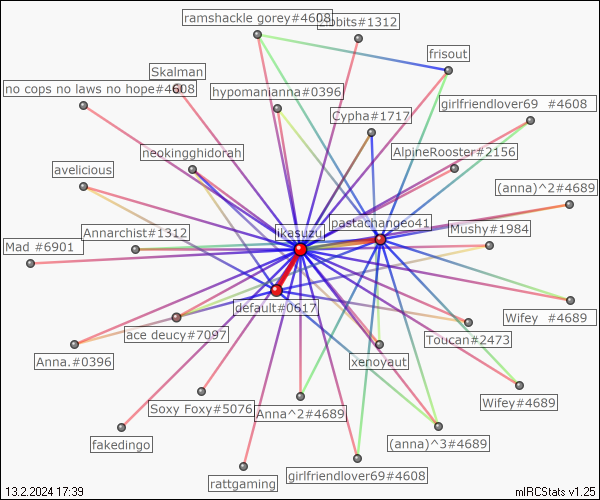 ramshackle gorey#4608
libbits#1312
frisout
Skalman
no cops no laws no hope#4608
hypomanianna#0396
girlfriendlover69 #4608
Cypha#1717
neokingghidorah
AlpineRooster#2156
avelicious
(anna)^2#4689
pastachangeo41
Mushy#1984
Annarchist#1312
ikasuzu
Mad #6901
default#0617
Wifey #4689
ace deucy#7097
Toucan#2473
Anna.#0396
xenoyaut
Soxy Foxy#5076
Anna^2#4689
Wifey#4689
fakedingo
(anna)^3#4689
rattgaming
girlfriendlover69#4608
13.2.2024 17:39
mIRCStats v1.25